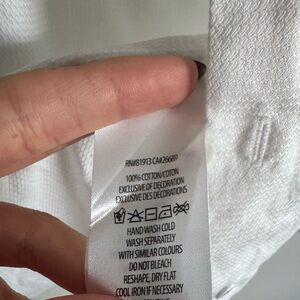 RN#81913 CA#26689
100% COTTON/COTON
EXCLUSIVE OF DECORATION
EXCLUSIVE DES DECORATIONS
HAND WASH COLD
WASH SEPARATELY
WITH SIMILAR COLOURS
DO NOT BLEACH
RESHAPE, DRY FLAT
COOL IRON IF NECESSARY